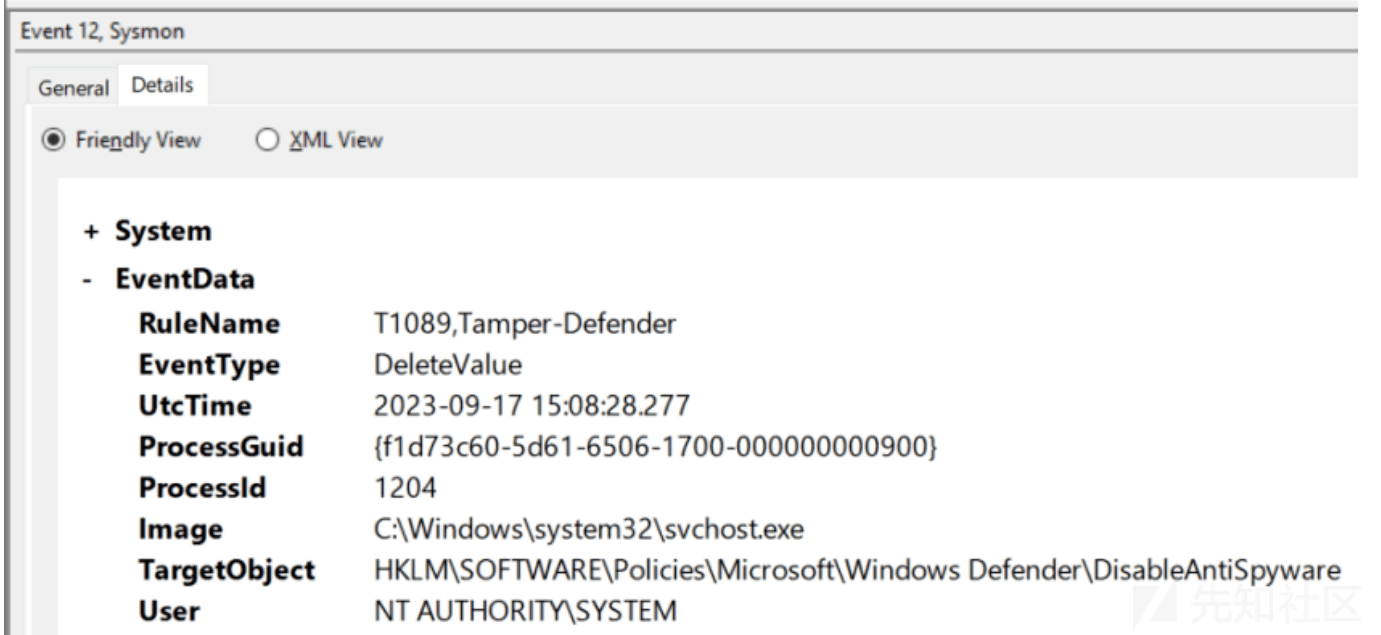 Event 12, Sysmon
General Details
Friendly View XML View
+ System
- EventData
RuleName T1089,Tamper-Defender
EventType DeleteValue
UtcTime 2023-09-17 15:08:28.277
ProcessGuid {f1d73c60-5d61-6506-1700-000000000900}
ProcessId 1204
Image C:\Windows\system32\svchost.exe
TargetObject HKLM\SOFTWARE\Policies\Microsoft\Windows Defender\DisableAntiSpyware
User NT AUTHORITY\SYSTEM
先知社区